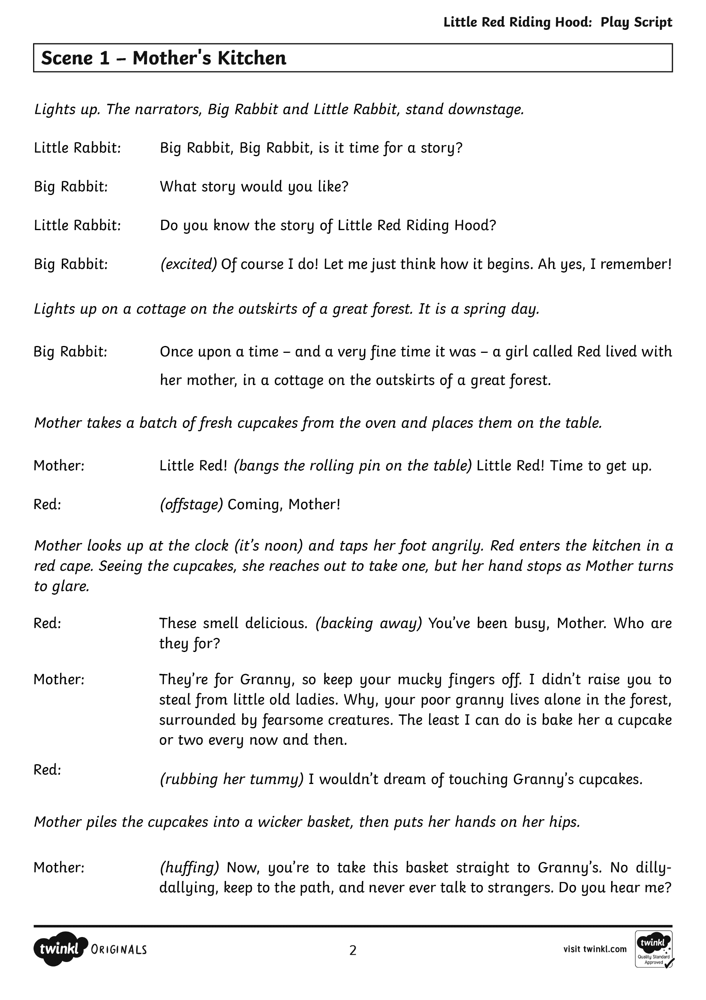 Little Red Riding Hood:  Play Script
Scene 1 – Mother's Kitchen
Lights up. The narrators, Big Rabbit and Little Rabbit, stand downstage.
Little Rabbit: Big Rabbit, Big Rabbit, is it time for a story?
Big Rabbit: What story would you like?
Little Rabbit: Do you know the story of Little Red Riding Hood?
Big Rabbit: (excited) Of course I do! Let me just think how it begins. Ah yes, I remember!
Lights up on a cottage on the outskirts of a great forest. It is a spring day.
Big Rabbit: Once upon a time – and a very fine time it was – a girl called Red lived with
her mother, in a cottage on the outskirts of a great forest.
Mother takes a batch of fresh cupcakes from the oven and places them on the table.
Mother: Little Red! (bangs the rolling pin on the table) Little Red! Time to get up.
Red: (offstage) Coming, Mother!
Mother looks up at the clock (it’s noon) and taps her foot angrily. Red enters the kitchen in a
red cape. Seeing the cupcakes, she reaches out to take one, but her hand stops as Mother turns
to glare.
Red: These smell delicious. (backing away) You’ve been busy, Mother. Who are
they for?
Mother: They’re for Granny, so keep your mucky fingers off. I didn’t raise you to
steal from little old ladies. Why, your poor granny lives alone in the forest,
surrounded by fearsome creatures. The least I can do is bake her a cupcake
or two every now and then.
Red: (rubbing her tummy) I wouldn’t dream of touching Granny’s cupcakes.
Mother piles the cupcakes into a wicker basket, then puts her hands on her hips.
Mother: (huffing) Now, you’re to take this basket straight to Granny’s. No dilly-
dallying, keep to the path, and never ever talk to strangers. Do you hear me?
twinkl ORIGINALS
2
visit twinkl.com
twinkl
Quality Standard
Approved